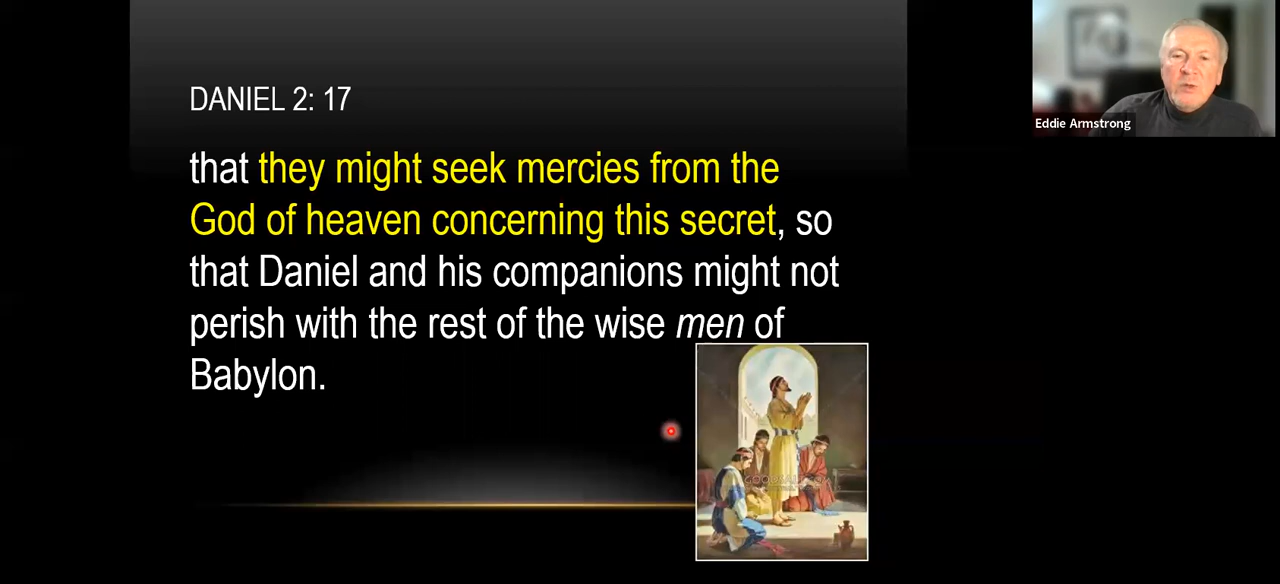 DANIEL 2: 17
that they might seek mercies from the
God of heaven concerning this secret, so
that Daniel and his companions might not
perish with the rest of the wise men of
Babylon.
Eddie Armstrong